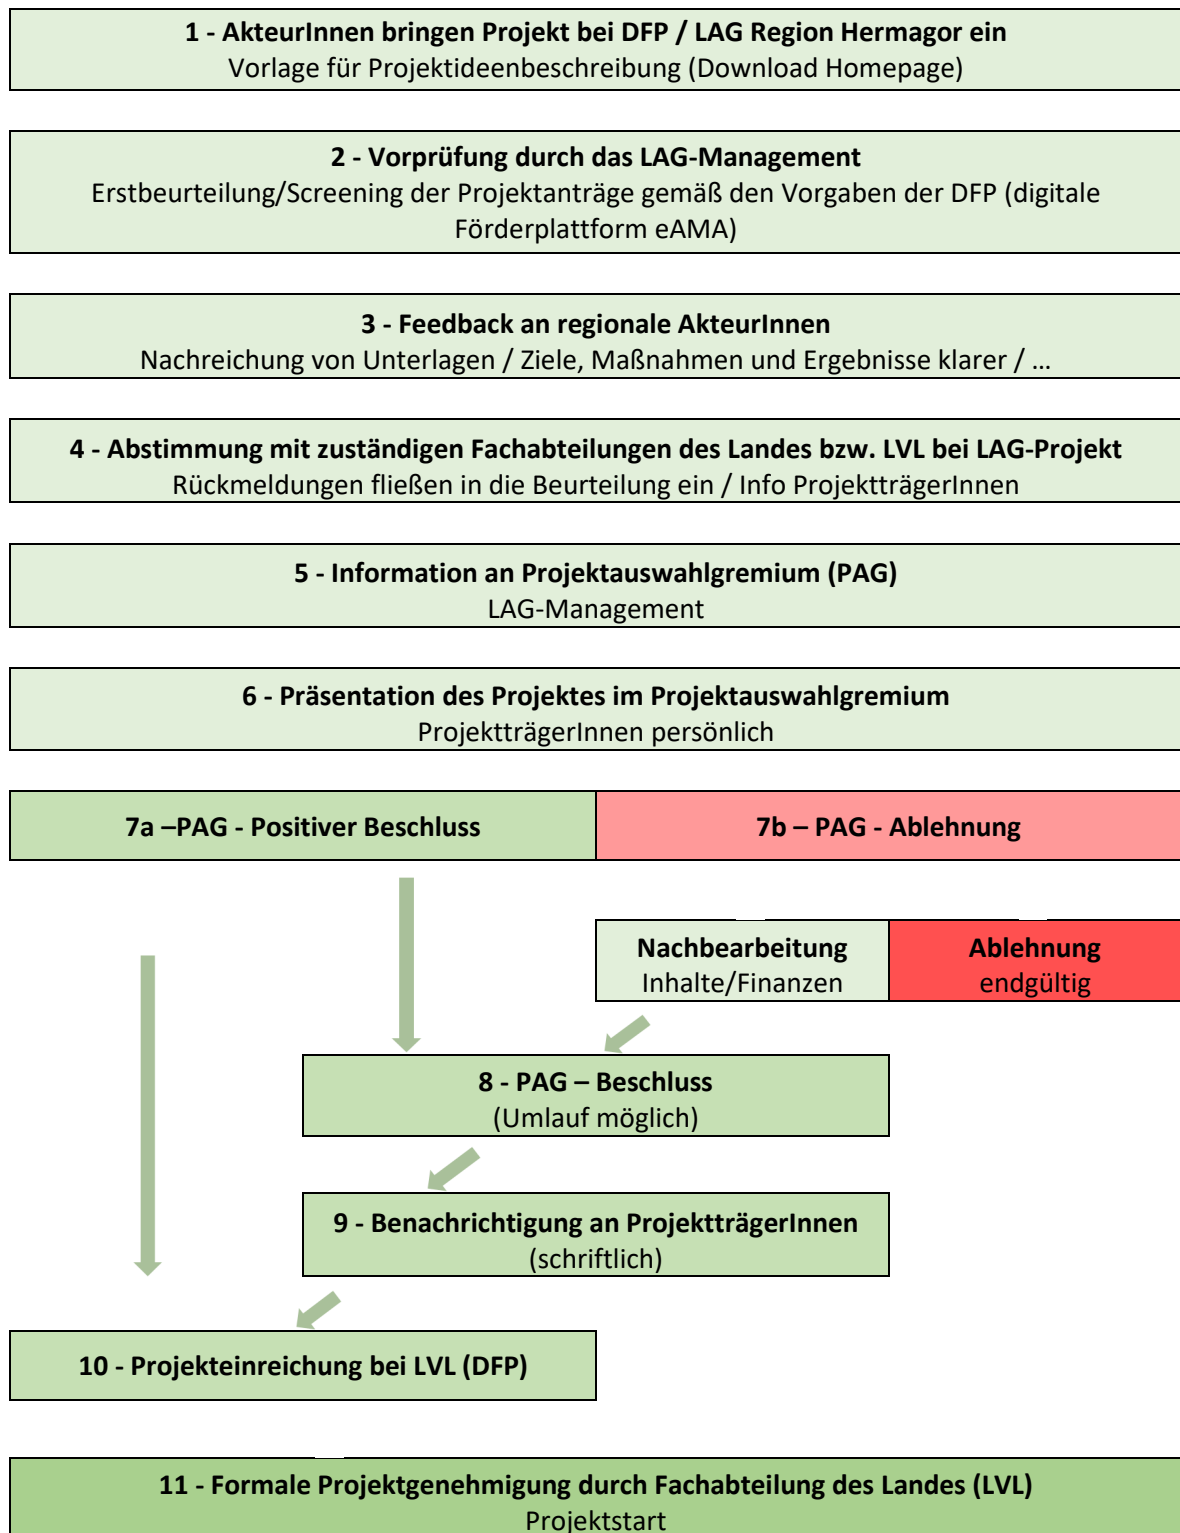 1 - AkteurInnen bringen Projekt bei DFP / LAG Region Hermagor ein
Vorlage für Projektideenbeschreibung (Download Homepage)
2 - Vorprüfung durch das LAG-Management
Erstbeurteilung/Screening der Projektanträge gemäß den Vorgaben der DFP (digitale
Förderplattform eAMA)
3 - Feedback an regionale AkteurInnen
Nachreichung von Unterlagen / Ziele, Maßnahmen und Ergebnisse klarer / …
4 - Abstimmung mit zuständigen Fachabteilungen des Landes bzw. LVL bei LAG-Projekt
Rückmeldungen fließen in die Beurteilung ein / Info ProjektträgerInnen
5 - Information an Projektauswahlgremium (PAG)
LAG-Management
6 - Präsentation des Projektes im Projektauswahlgremium
ProjektträgerInnen persönlich
7a –PAG - Positiver Beschluss
7b – PAG - Ablehnung
Nachbearbeitung
Inhalte/Finanzen
Ablehnung
endgültig
8 - PAG – Beschluss
(Umlauf möglich)
9 - Benachrichtigung an ProjektträgerInnen
(schriftlich)
10 - Projekteinreichung bei LVL (DFP)
11 - Formale Projektgenehmigung durch Fachabteilung des Landes (LVL)
Projektstart